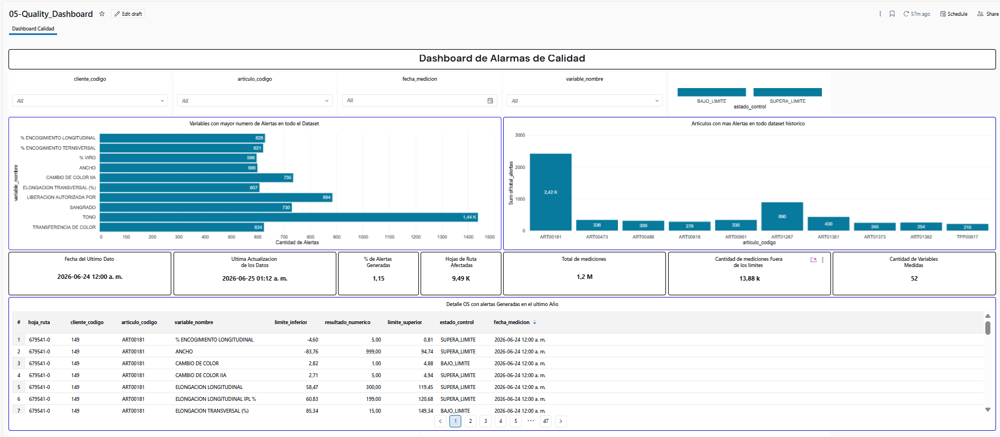 05-Quality_Dashboard Edit draft 57m ago Schedule Share
Dashboard Calidad
Dashboard de Alarmas de Calidad
cliente_codigo articulo_codigo fecha_medicion variable_nombre
All All All All
BAJO_LIMITE SUPERA_LIMITE
estado_control
Variables con mayor numero de Alertas en todo el Dataset
variable_nombre
% ENCOGIMIENTO LONGITUDINAL 628
% ENCOGIMIENTO TERNSVERSAL 621
% VIRO 596
ANCHO 599
CAMBIO DE COLOR IIA 735
ELONGACION TRANSVERSAL (%) 607
LIBERACION AUTORIZADA POR 884
SANGRADO 730
TONO 1,44 K
TRANSFERENCIA DE COLOR 624
0 100 200 300 400 500 600 700 800 900 1000 1100 1200 1300 1400 1500
Cantidad de Alertas
Articulos con mas Alertas en todo dataset historico
Sum of total_alertas
3000
2000
1000
0
2,42 K 336 309 279 335 890 430 245 254 210
ART00181 ART00473 ART00488 ART00818 ART00951 ART01267 ART01351 ART01373 ART01382 TPP00917
articulo_codigo
Fecha del Ultimo Dato
2026-06-24 12:00 a. m.
Ultima Actualizacion
de los Datos
2026-06-25 01:12 a. m.
% de Alertas
Generadas
1,15
Hojas de Ruta
Afectadas
9,49 K
Total de mediciones
1,2 M
Cantidad de mediciones Fuera
de los limites
13,88 k
Cantidad de Variables
Medidas
52
Detalle OS con alertas Generadas en el ultimo Año
# hoja_ruta cliente_codigo articulo_codigo variable_nombre limite_inferior resultado_numerico limite_superior estado_control fecha_medicion
1 679541-0 149 ART00181 % ENCOGIMIENTO LONGITUDINAL -4,60 5,00 0,81 SUPERA_LIMITE 2026-06-24 12:00 a. m.
2 679541-0 149 ART00181 ANCHO -83,76 999,00 94,74 SUPERA_LIMITE 2026-06-24 12:00 a. m.
3 679541-0 149 ART00181 CAMBIO DE COLOR 2,82 1,00 4,88 BAJO_LIMITE 2026-06-24 12:00 a. m.
4 679541-0 149 ART00181 CAMBIO DE COLOR IIA 2,71 5,00 4,94 SUPERA_LIMITE 2026-06-24 12:00 a. m.
5 679541-0 149 ART00181 ELONGACION LONGITUDINAL 58,47 300,00 119,45 SUPERA_LIMITE 2026-06-24 12:00 a. m.
6 679541-0 149 ART00181 ELONGACION LONGITUDINAL IPL % 60,83 199,00 120,68 SUPERA_LIMITE 2026-06-24 12:00 a. m.
7 679541-0 149 ART00181 ELONGACION TRANSVERSAL (%) 85,34 15,00 149,34 BAJO_LIMITE 2026-06-24 12:00 a. m.
< 1 2 3 4 5 ••• 47 >